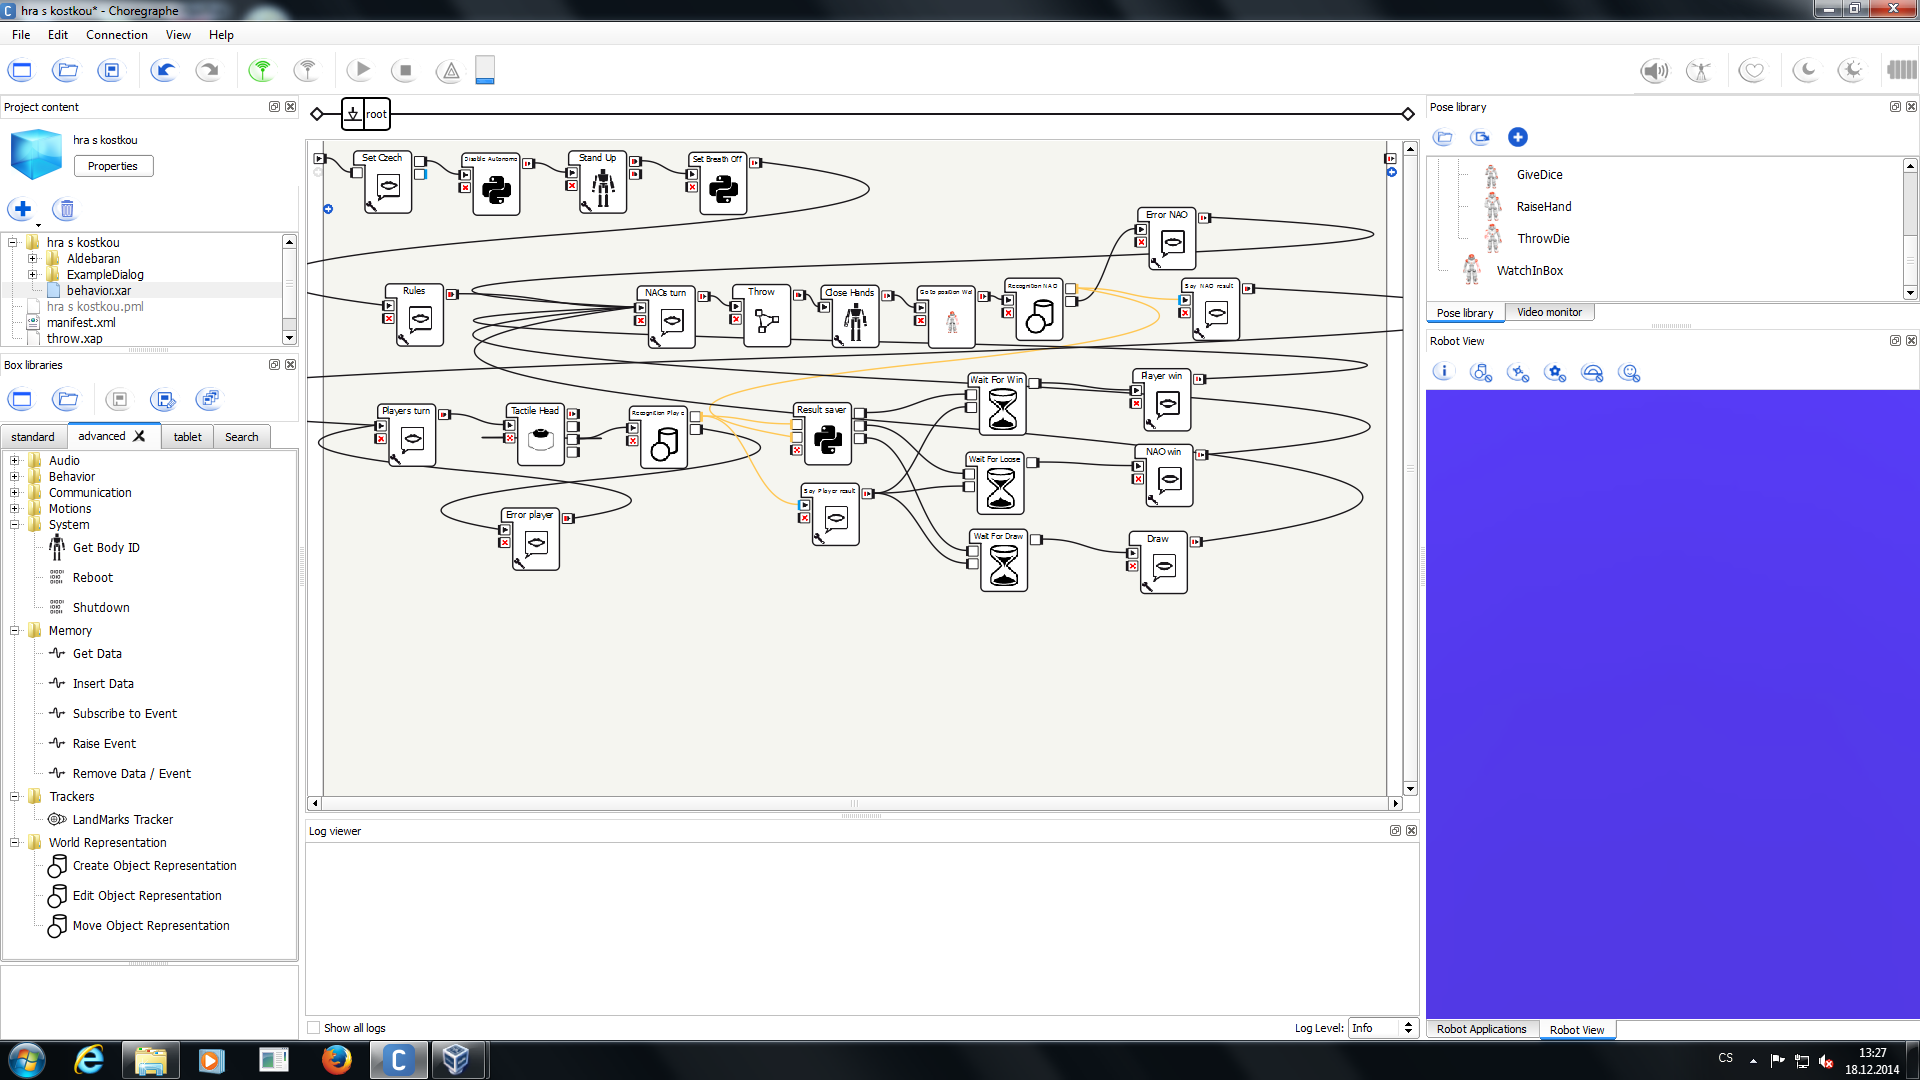 hra s kostkou* - Choregraphe
File Edit Connection View Help
Project content
hra s kostkou
Properties
hra s kostkou
Aldebaran
ExampleDialog
behavior.xar
hra s kostkou.pml
manifest.xml
throw.xap
Box libraries
standard advanced tablet Search
Audio
Behavior
Communication
Motions
System
Get Body ID
Reboot
Shutdown
Memory
Get Data
Insert Data
Subscribe to Event
Raise Event
Remove Data / Event
Trackers
LandMarks Tracker
World Representation
Create Object Representation
Edit Object Representation
Move Object Representation
root
Set Czech
Disable Autonomo
Stand Up
Set Breath Off
Error NAO
Rules
NAOs turn
Throw
Close Hands
Go to position Wat
Recognition NAO
Say NAO result
Players turn
Tactile Head
Recognition Playe
Result saver
Wait For Win
Player win
Say Player result
Wait For Loose
NAO win
Error player
Wait For Draw
Draw
Log viewer
Show all logs
Log Level: Info
Pose library
GiveDice
RaiseHand
ThrowDie
WatchInBox
Pose library Video monitor
Robot View
Robot Applications Robot View
CS
13:27
18.12.2014